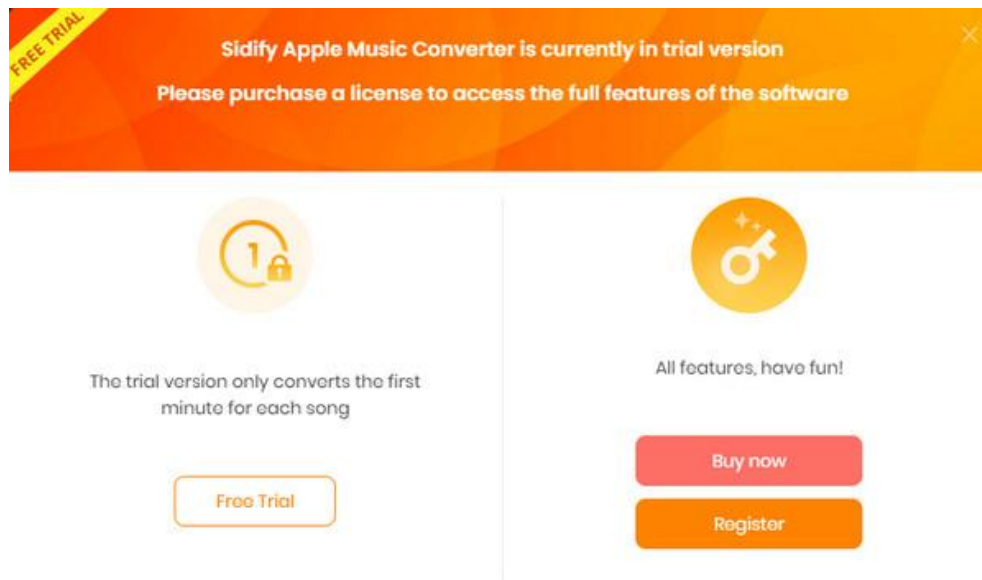 FREE TRIAL
Sidify Apple Music Converter is currently in trial version
Please purchase a license to access the full features of the software
1
The trial version only converts the first
minute for each song
Free Trial
All features, have fun!
Buy now
Register